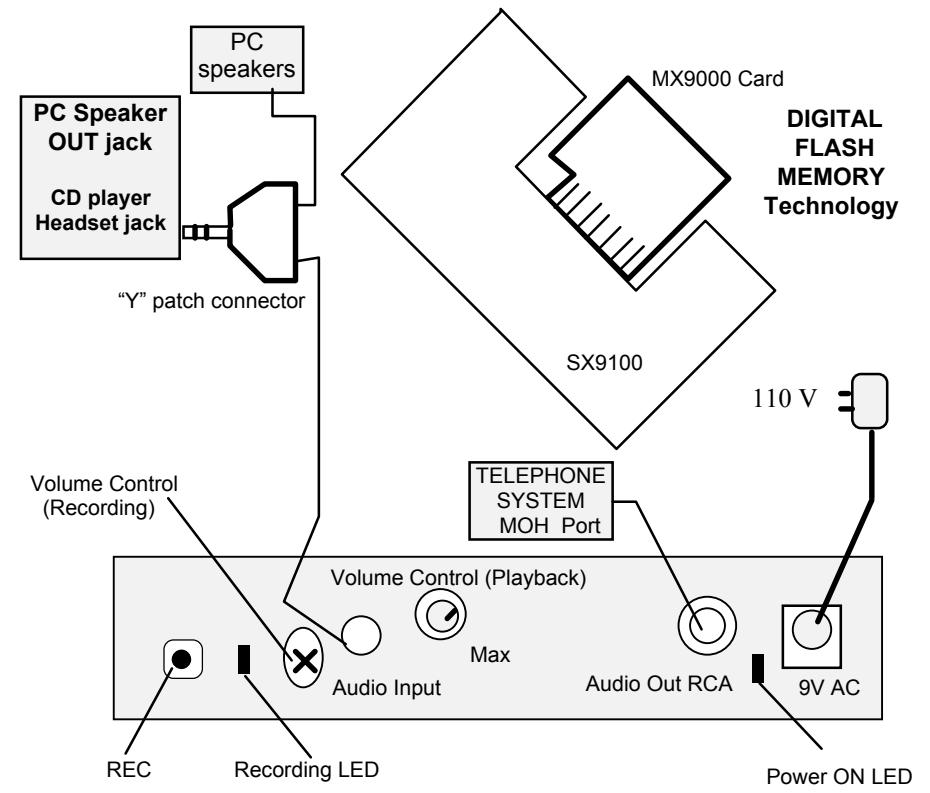 PC
speakers
PC Speaker
OUT jack
CD player
Headset jack
“Y” patch connector
MX9000 Card
DIGITAL
FLASH
MEMORY
Technology
SX9100
110 V
TELEPHONE
SYSTEM
MOH Port
Volume Control
(Recording)
Volume Control (Playback)
Max
Audio Input
Audio Out RCA
9V AC
REC
Recording LED
Power ON LED